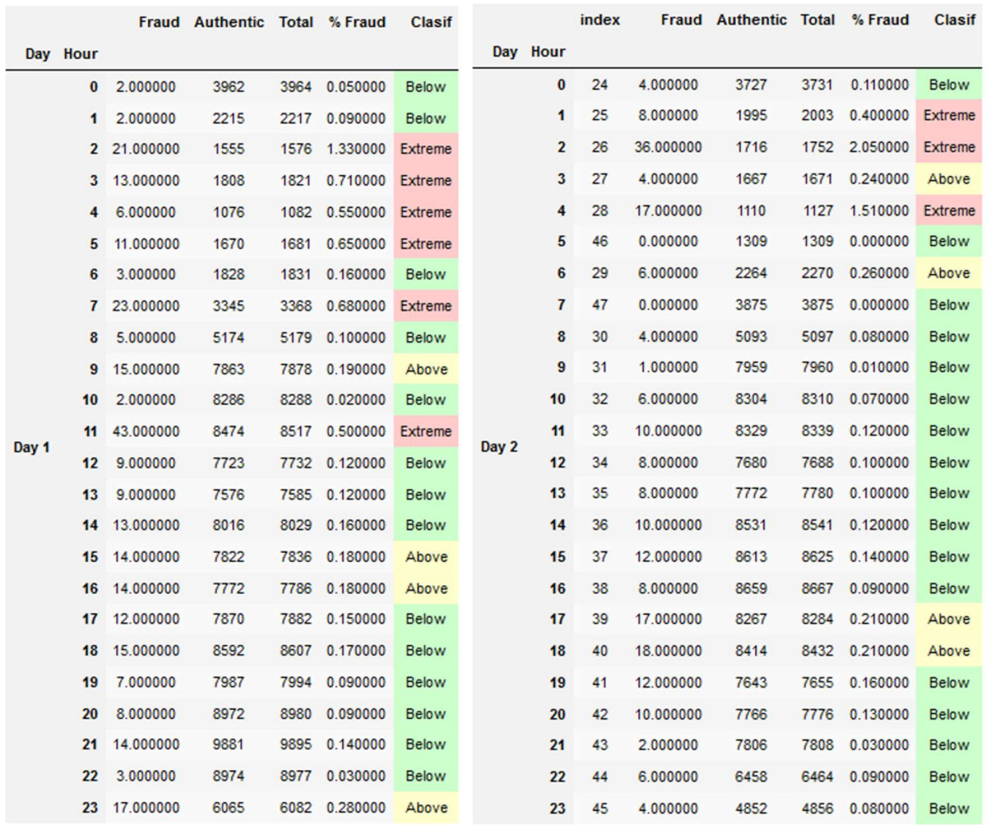 Fraud Authentic Total % Fraud Clasif
Day Hour
0 2.000000 3962 3964 0.050000 Below
1 2.000000 2215 2217 0.090000 Below
2 21.000000 1555 1576 1.330000 Extreme
3 13.000000 1808 1821 0.710000 Extreme
4 6.000000 1076 1082 0.550000 Extreme
5 11.000000 1670 1681 0.650000 Extreme
6 3.000000 1828 1831 0.160000 Below
7 23.000000 3345 3368 0.680000 Extreme
8 5.000000 5174 5179 0.100000 Below
9 15.000000 7863 7878 0.190000 Above
10 2.000000 8286 8288 0.020000 Below
11 43.000000 8474 8517 0.500000 Extreme
Day 1
12 9.000000 7723 7732 0.120000 Below
13 9.000000 7576 7585 0.120000 Below
14 13.000000 8016 8029 0.160000 Below
15 14.000000 7822 7836 0.180000 Above
16 14.000000 7772 7786 0.180000 Above
17 12.000000 7870 7882 0.150000 Below
18 15.000000 8592 8607 0.170000 Below
19 7.000000 7987 7994 0.090000 Below
20 8.000000 8972 8980 0.090000 Below
21 14.000000 9881 9895 0.140000 Below
22 3.000000 8974 8977 0.030000 Below
23 17.000000 6065 6082 0.280000 Above
index Fraud Authentic Total % Fraud Clasif
Day Hour
0 24 4.000000 3727 3731 0.110000 Below
1 25 8.000000 1995 2003 0.400000 Extreme
2 26 36.000000 1716 1752 2.050000 Extreme
3 27 4.000000 1667 1671 0.240000 Above
4 28 17.000000 1110 1127 1.510000 Extreme
5 46 0.000000 1309 1309 0.000000 Below
6 29 6.000000 2264 2270 0.260000 Above
7 47 0.000000 3875 3875 0.000000 Below
8 30 4.000000 5093 5097 0.080000 Below
9 31 1.000000 7959 7960 0.010000 Below
10 32 6.000000 8304 8310 0.070000 Below
11 33 10.000000 8329 8339 0.120000 Below
Day 2
12 34 8.000000 7680 7688 0.100000 Below
13 35 8.000000 7772 7780 0.100000 Below
14 36 10.000000 8531 8541 0.120000 Below
15 37 12.000000 8613 8625 0.140000 Below
16 38 8.000000 8659 8667 0.090000 Below
17 39 17.000000 8267 8284 0.210000 Above
18 40 18.000000 8414 8432 0.210000 Above
19 41 12.000000 7643 7655 0.160000 Below
20 42 10.000000 7766 7776 0.130000 Below
21 43 2.000000 7806 7808 0.030000 Below
22 44 6.000000 6458 6464 0.090000 Below
23 45 4.000000 4852 4856 0.080000 Below